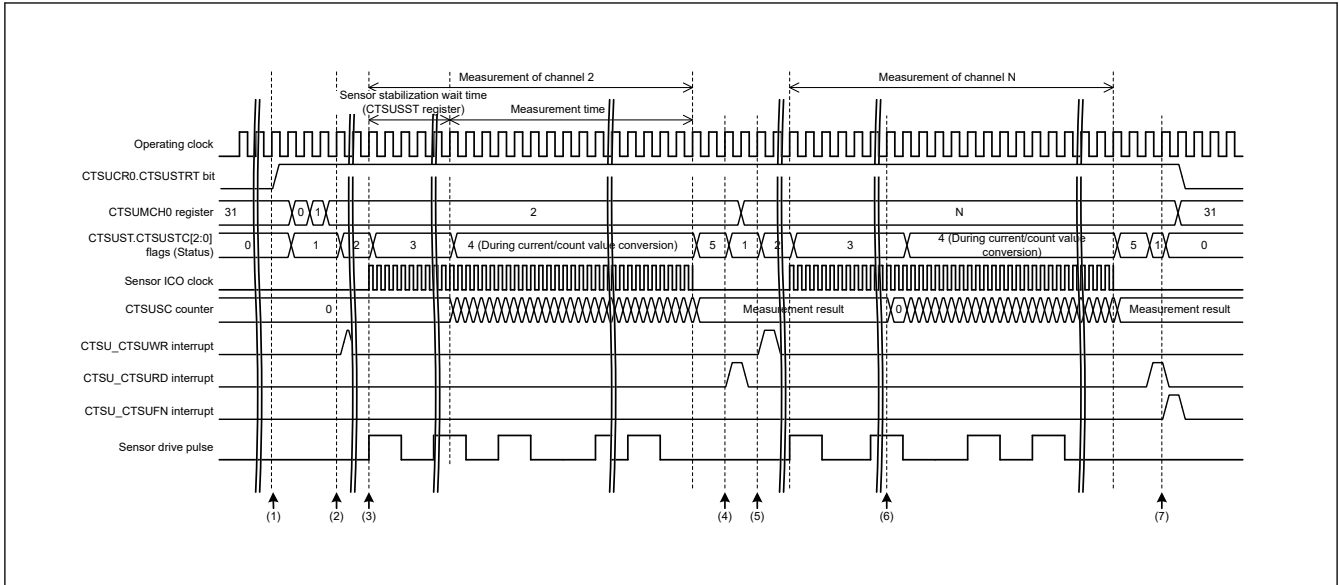 Measurement of channel 2
Measurement of channel N
Sensor stabilization wait time
(CTSUSST register)
Measurement time
Operating clock
CTSUCR0.CTSUSTRT bit
CTSUMCH0 register
31
0
1
2
N
31
CTSUST.CTSUSTC[2:0]
flags (Status)
0
1
2
3
4 (During current/count value conversion)
5
1
2
3
4 (During current/count value
conversion)
5
1
0
Sensor ICO clock
CTSUSC counter
0
Measurement result
0
Measurement result
CTSU_CTSUWR interrupt
CTSU_CTSURD interrupt
CTSU_CTSUFN interrupt
Sensor drive pulse
(1)
(2)
(3)
(4)
(5)
(6)
(7)